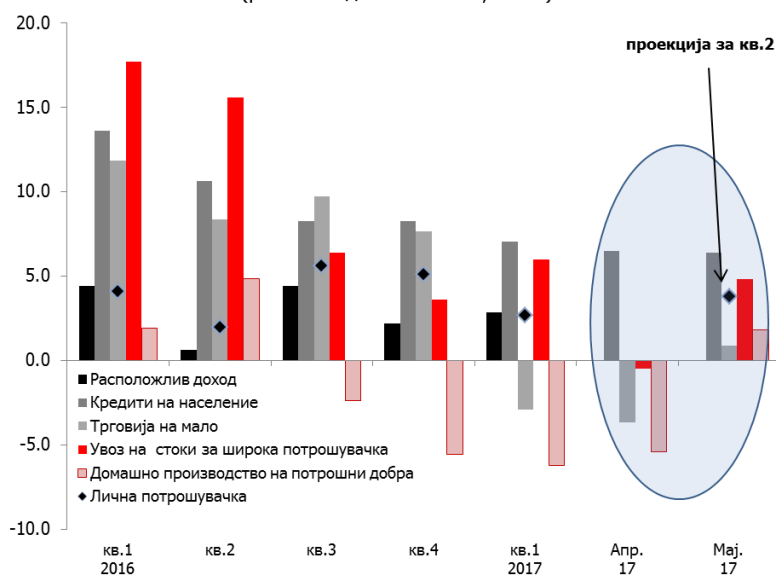 20.0
15.0
10.0
5.0
0.0
-5.0
-10.0
проекција за кв.2
Расположлив доход
Кредити на население
Трговија на мало
Увоз на стоки за широка потрошувачка
Домашно производство на потрошни добра
Лична потрошувачка
кв.1 кв.2 кв.3 кв.4 кв.1 Апр. Мај.
2016 2017 17 17